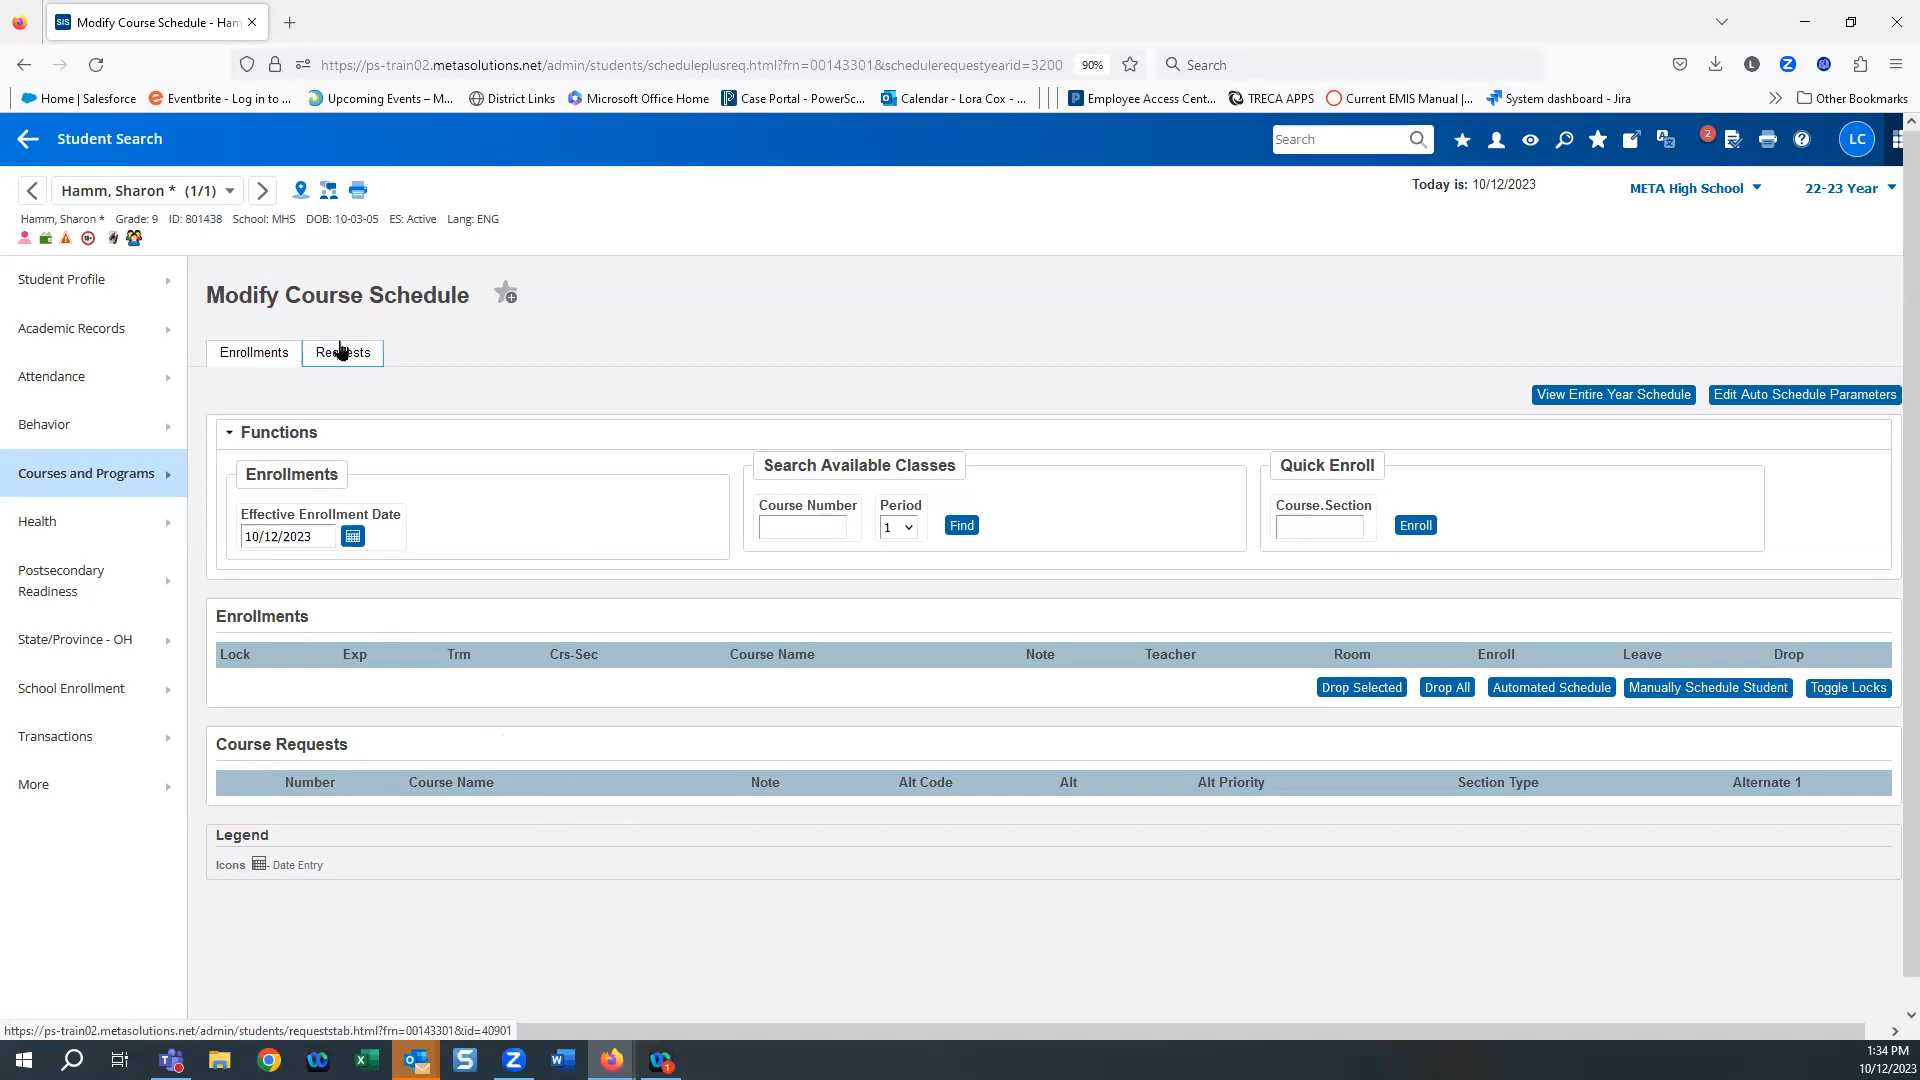 SIS Modify Course Schedule - Ham
https://ps-train02.metasolutions.net/admin/students/scheduleplusreq.html?frn=00143301&schedulerequestyearid=3200 90% Search
Home | Salesforce Eventbrite - Log in to ... Upcoming Events – M... District Links Microsoft Office Home Case Portal - PowerSc... Calendar - Lora Cox - ... Employee Access Cent... TRECA APPS Current EMIS Manual |... System dashboard - Jira Other Bookmarks
Student Search Search 2 LC
Hamm, Sharon * (1/1) Today is: 10/12/2023 META High School 22-23 Year
Hamm, Sharon * Grade: 9 ID: 801438 School: MHS DOB: 10-03-05 ES: Active Lang: ENG
Student Profile
Academic Records
Attendance
Behavior
Courses and Programs
Health
Postsecondary
Readiness
State/Province - OH
School Enrollment
Transactions
More
Modify Course Schedule
Enrollments Requests
View Entire Year Schedule Edit Auto Schedule Parameters
Functions
Enrollments
Effective Enrollment Date
10/12/2023
Search Available Classes
Course Number Period
1 Find
Quick Enroll
Course.Section
Enroll
Enrollments
Lock Exp Trm Crs-Sec Course Name Note Teacher Room Enroll Leave Drop
Drop Selected Drop All Automated Schedule Manually Schedule Student Toggle Locks
Course Requests
Number Course Name Note Alt Code Alt Alt Priority Section Type Alternate 1
Legend
Icons - Date Entry
https://ps-train02.metasolutions.net/admin/students/requeststab.html?frn=00143301&id=40901
1:34 PM
10/12/2023